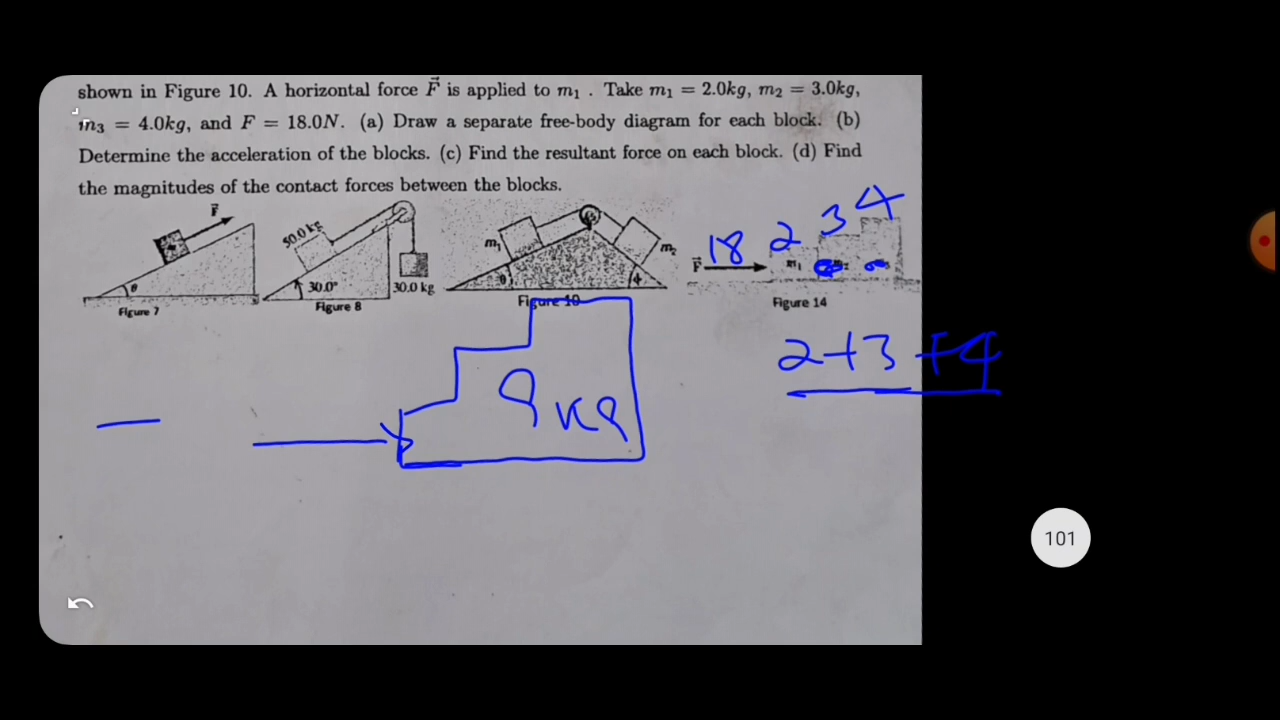 shown in Figure 10. A horizontal force F⃗ is applied to m₁ . Take m₁ = 2.0kg, m₂ = 3.0kg,
m₃ = 4.0kg, and F = 18.0N. (a) Draw a separate free-body diagram for each block. (b)
Determine the acceleration of the blocks. (c) Find the resultant force on each block. (d) Find
the magnitudes of the contact forces between the blocks.
F⃗
θ
Figure 7
50.0 kg
30.0°
30.0 kg
Figure 8
m₁
m₂
θ
Figure 10
F⃗
18
2
3
4
m₁
Figure 14
2+3+4
9kg
101